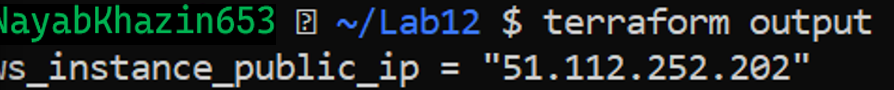 NayabKhazin653 ~/Lab12 $ terraform output
ws_instance_public_ip = "51.112.252.202"